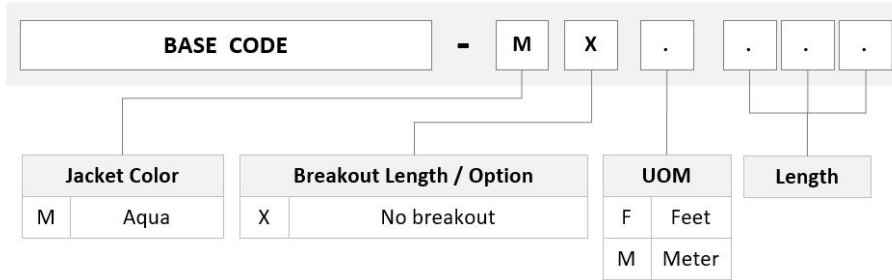 BASE CODE - M X . . . .
Jacket Color
M Aqua
Breakout Length / Option
X No breakout
UOM
F Feet
M Meter
Length